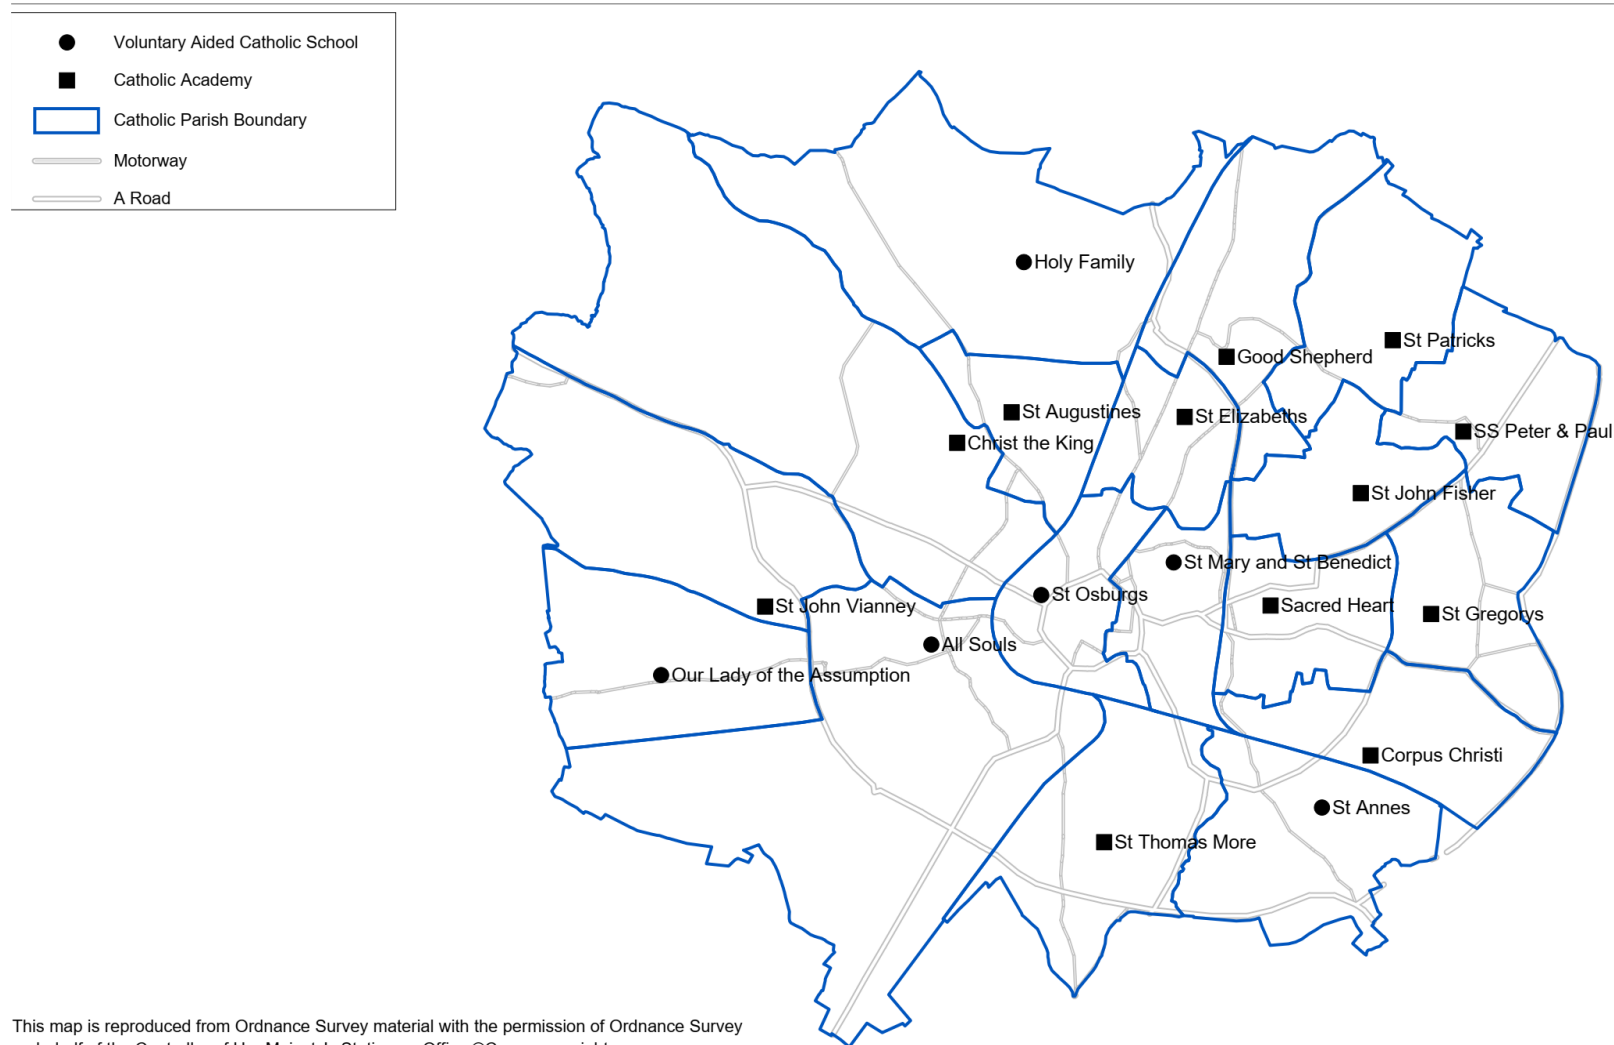 Voluntary Aided Catholic School
Catholic Academy
Catholic Parish Boundary
Motorway
A Road
Holy Family
St Patricks
Good Shepherd
St Augustines
St Elizabeths
SS Peter & Paul
Christ the King
St John Fisher
St Mary and St Benedict
St Osburgs
Sacred Heart
St John Vianney
St Gregorys
All Souls
Our Lady of the Assumption
Corpus Christi
St Annes
St Thomas More
This map is reproduced from Ordnance Survey material with the permission of Ordnance Survey